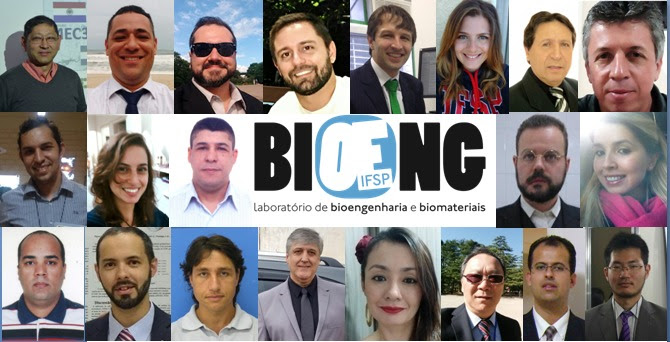 BIOENG
IFSP
laboratório de bioengenharia e biomateriais